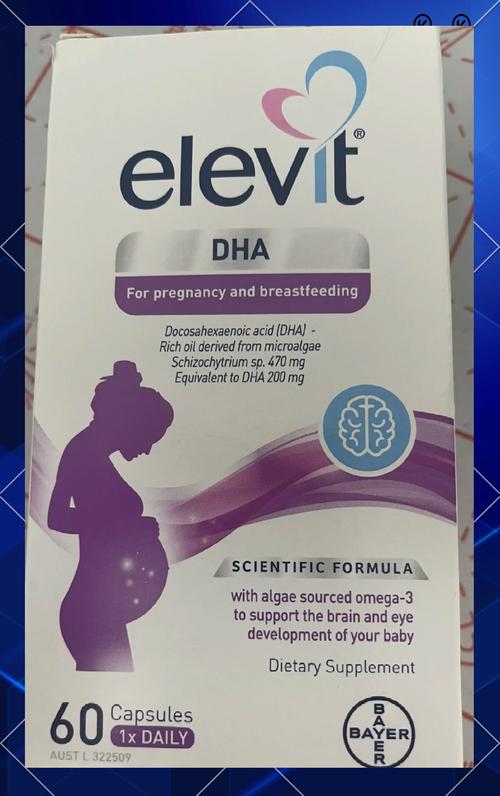 elevit®
DHA
For pregnancy and breastfeeding
Docosahexaenoic acid (DHA) -
Rich oil derived from microalgae
Schizochytrium sp. 470 mg
Equivalent to DHA 200 mg
SCIENTIFIC FORMULA
with algae sourced omega-3
to support the brain and eye
development of your baby
Dietary Supplement
60 Capsules
1x DAILY
AUST L 322509
BAYER
BAYER